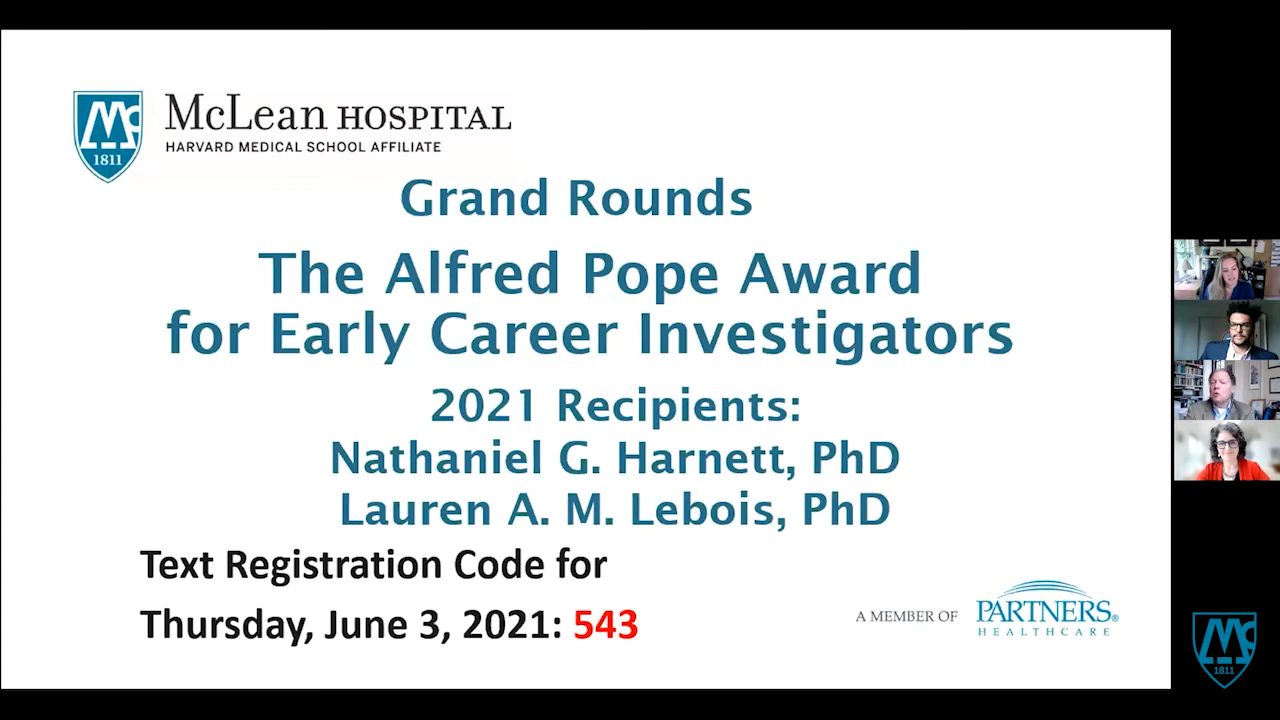 Mc
1811
McLean HOSPITAL
HARVARD MEDICAL SCHOOL AFFILIATE
Grand Rounds
The Alfred Pope Award
for Early Career Investigators
2021 Recipients:
Nathaniel G. Harnett, PhD
Lauren A. M. Lebois, PhD
Text Registration Code for
Thursday, June 3, 2021: 543
A MEMBER OF
PARTNERS®
HEALTHCARE
Mc
1811